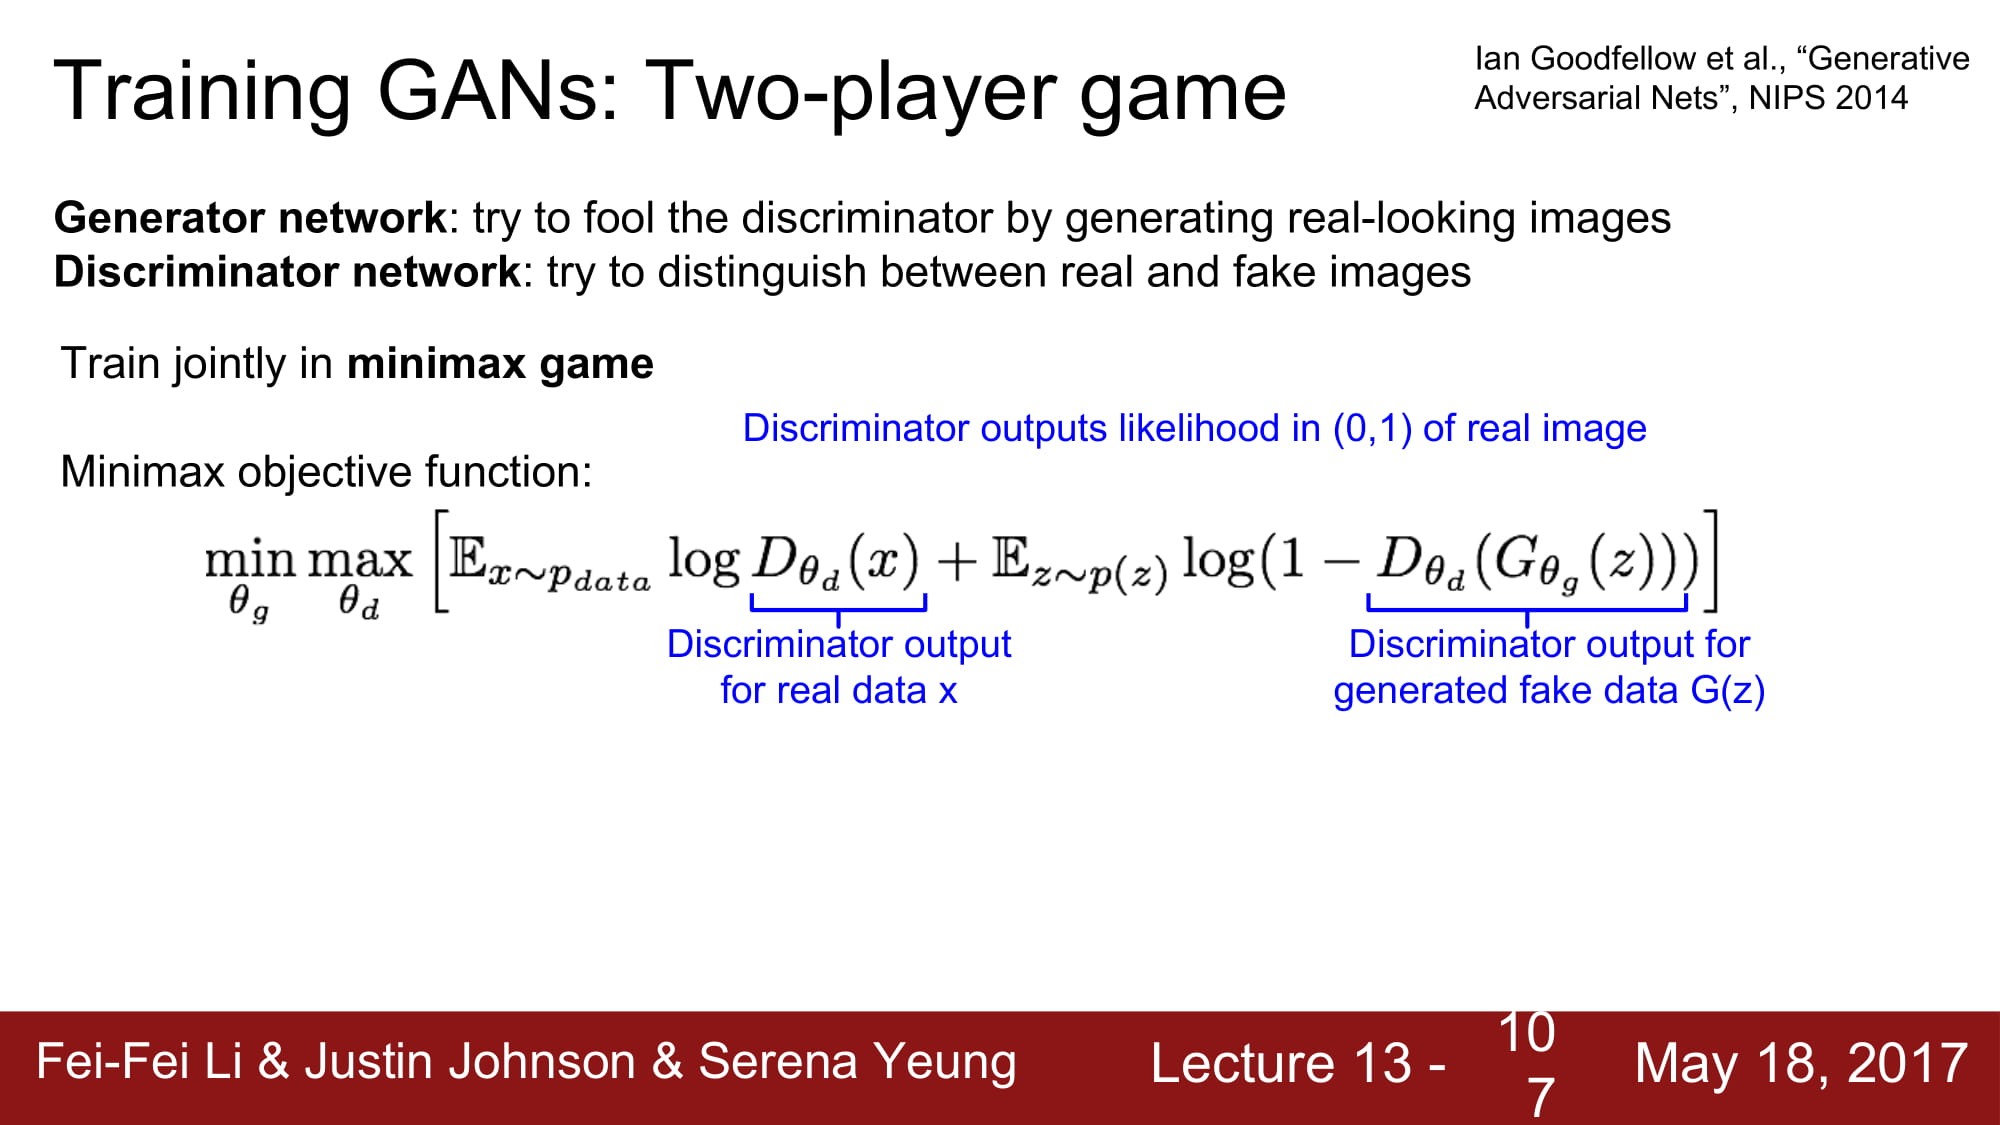 Training GANs: Two-player game
Ian Goodfellow et al., “Generative
Adversarial Nets”, NIPS 2014
Generator network: try to fool the discriminator by generating real-looking images
Discriminator network: try to distinguish between real and fake images
Train jointly in minimax game
Discriminator outputs likelihood in (0,1) of real image
Minimax objective function:
\min_{\theta_g} \max_{\theta_d} \left[ \mathbb{E}_{x \sim p_{data}} \log D_{\theta_d}(x) + \mathbb{E}_{z \sim p(z)} \log(1 - D_{\theta_d}(G_{\theta_g}(z))) \right]
Discriminator output
for real data x
Discriminator output for
generated fake data G(z)
Fei-Fei Li & Justin Johnson & Serena Yeung
Lecture 13 -
10
7
May 18, 2017